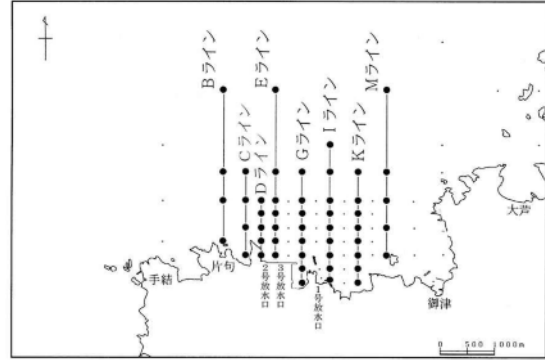 Bライン
Cライン
Dライン
Eライン
Gライン
Iライン
Kライン
Mライン
大芦
片句
手結
2号放水口
3号放水口
1号放水口
御津
0 500 1000m